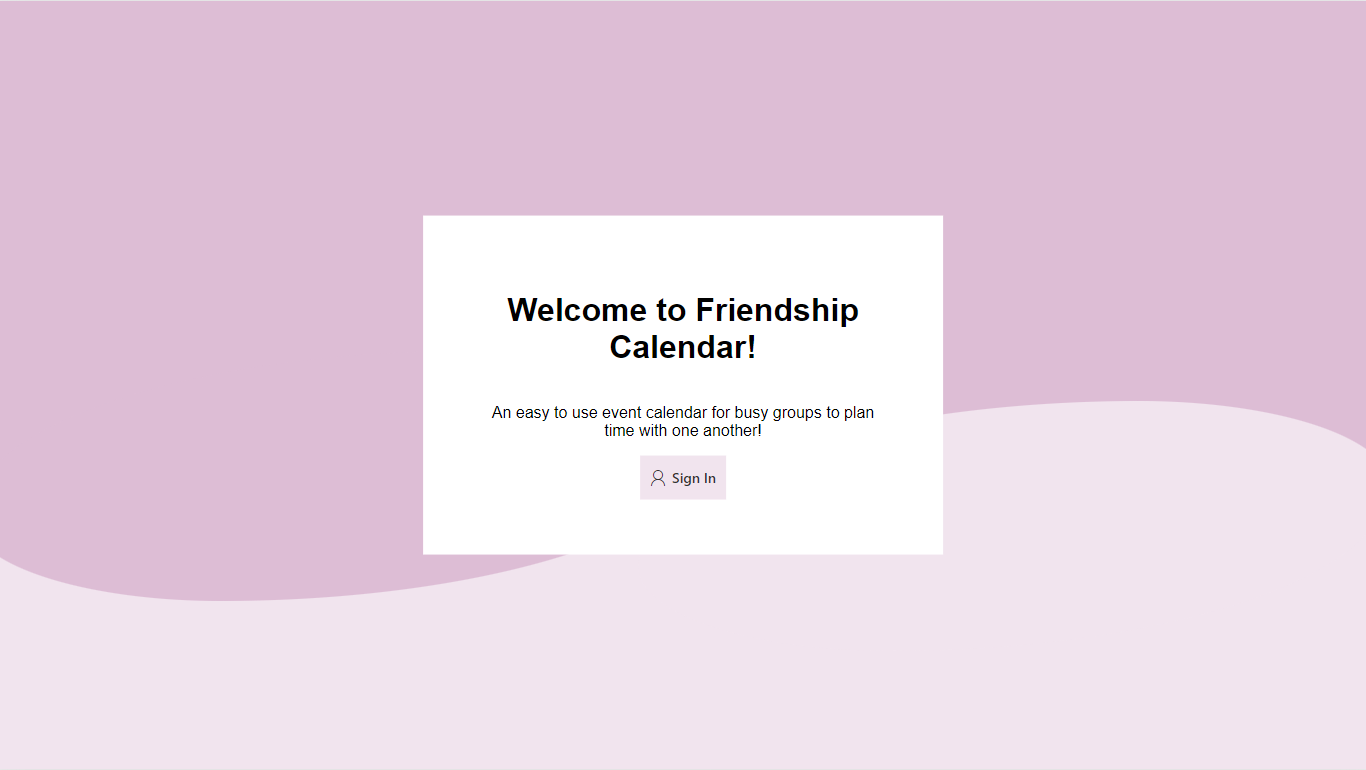 Welcome to Friendship
Calendar!
An easy to use event calendar for busy groups to plan
time with one another!
Sign In